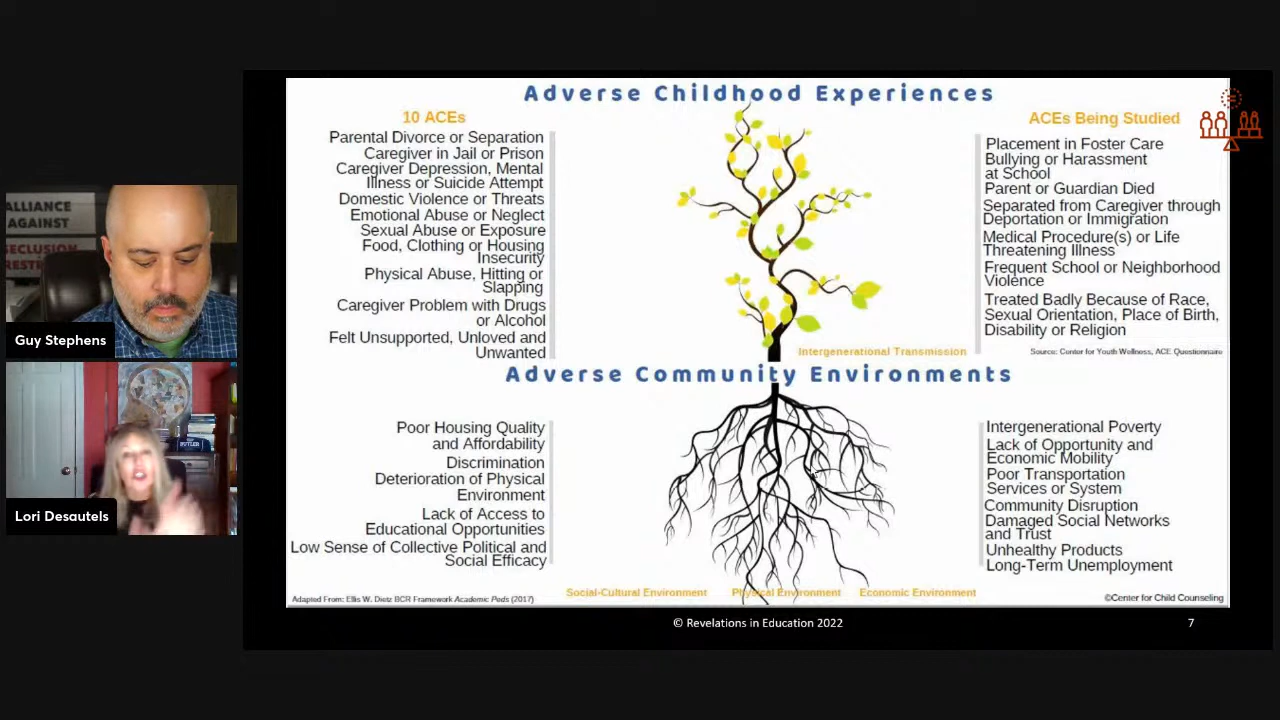 Adverse Childhood Experiences
10 ACEs
Parental Divorce or Separation
Caregiver in Jail or Prison
Caregiver Depression, Mental
Illness or Suicide Attempt
Domestic Violence or Threats
Emotional Abuse or Neglect
Sexual Abuse or Exposure
Food, Clothing or Housing
Insecurity
Physical Abuse, Hitting or
Slapping
Caregiver Problem with Drugs
or Alcohol
Felt Unsupported, Unloved and
Unwanted
ACEs Being Studied
Placement in Foster Care
Bullying or Harassment
at School
Parent or Guardian Died
Separated from Caregiver through
Deportation or Immigration
Medical Procedure(s) or Life
Threatening Illness
Frequent School or Neighborhood
Violence
Treated Badly Because of Race,
Sexual Orientation, Place of Birth,
Disability or Religion
Intergenerational Transmission
Source: Center for Youth Wellness, ACE Questionnaire
Adverse Community Environments
Poor Housing Quality
and Affordability
Discrimination
Deterioration of Physical
Environment
Lack of Access to
Educational Opportunities
Low Sense of Collective Political and
Social Efficacy
Intergenerational Poverty
Lack of Opportunity and
Economic Mobility
Poor Transportation
Services or System
Community Disruption
Damaged Social Networks
and Trust
Unhealthy Products
Long-Term Unemployment
Social-Cultural Environment
Physical Environment
Economic Environment
Adapted From: Ellis W. Dietz BCR Framework Academic Peds (2017)
©Center for Child Counseling
© Revelations in Education 2022
7
ALLIANCE
AGAINST
Guy Stephens
BUTLER
Lori Desautels